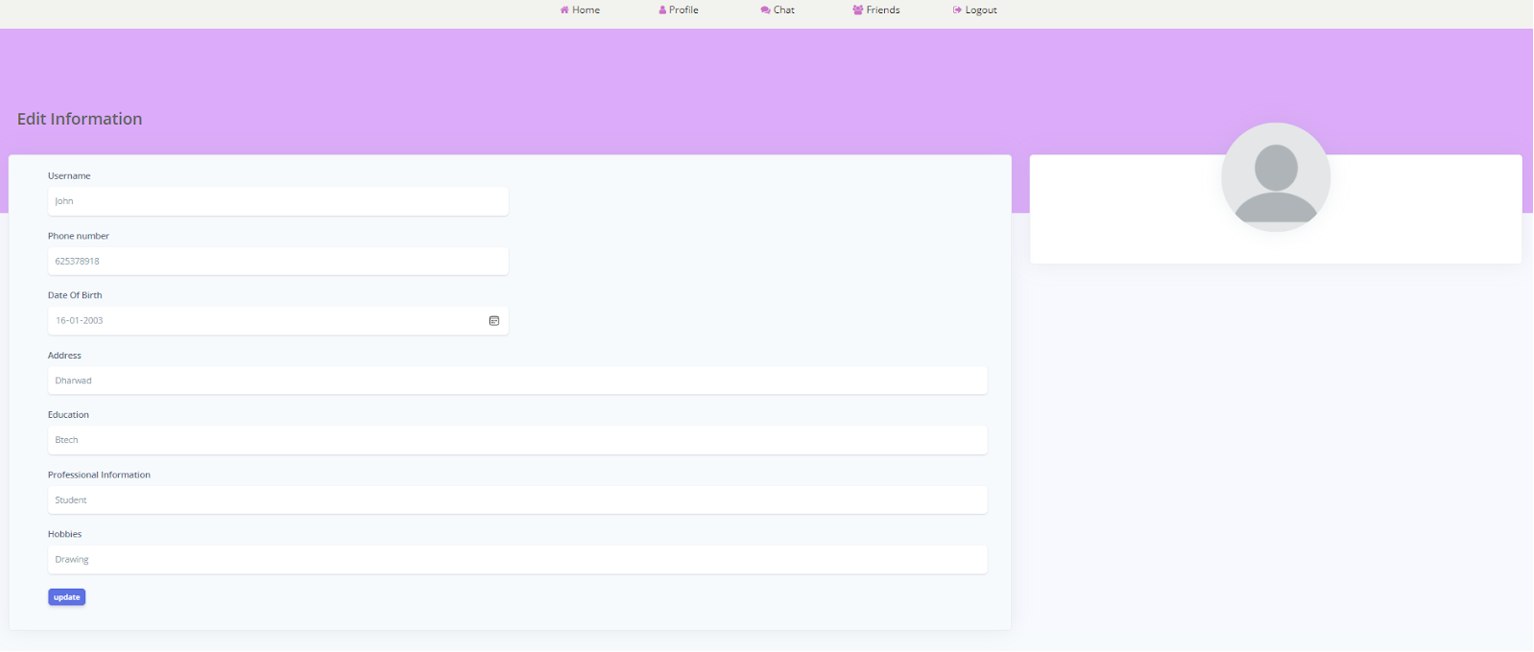 Home Profile Chat Friends Logout
Edit Information
Username
John
Phone number
625378918
Date Of Birth
16-01-2003
Address
Dharwad
Education
Btech
Professional Information
Student
Hobbies
Drawing
update